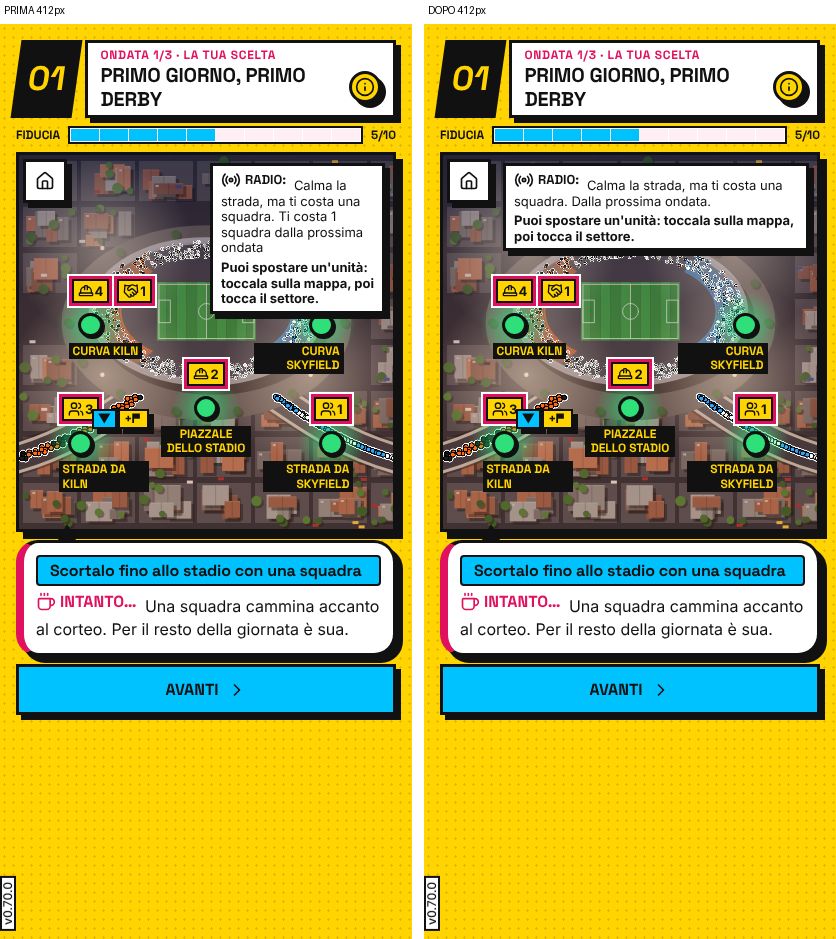 PRIMA 412px
01
ONDATA 1/3 · LA TUA SCELTA
PRIMO GIORNO, PRIMO
DERBY
FIDUCIA
5/10
RADIO: Calma la
strada, ma ti costa una
squadra. Ti costa 1
squadra dalla prossima
ondata
Puoi spostare un'unità:
toccala sulla mappa, poi
tocca il settore.
4
1
CURVA KILN
CURVA
SKYFIELD
2
3
+
1
PIAZZALE
DELLO STADIO
STRADA DA
KILN
STRADA DA
SKYFIELD
Scortalo fino allo stadio con una squadra
INTANTO... Una squadra cammina accanto
al corteo. Per il resto della giornata è sua.
AVANTI
v0.70.0
DOPO 412px
01
ONDATA 1/3 · LA TUA SCELTA
PRIMO GIORNO, PRIMO
DERBY
FIDUCIA
5/10
RADIO: Calma la strada, ma ti costa una
squadra. Dalla prossima ondata.
Puoi spostare un'unità: toccala sulla mappa,
poi tocca il settore.
4
1
CURVA KILN
CURVA
SKYFIELD
2
3
+
1
PIAZZALE
DELLO STADIO
STRADA DA
KILN
STRADA DA
SKYFIELD
Scortalo fino allo stadio con una squadra
INTANTO... Una squadra cammina accanto
al corteo. Per il resto della giornata è sua.
AVANTI
v0.70.0